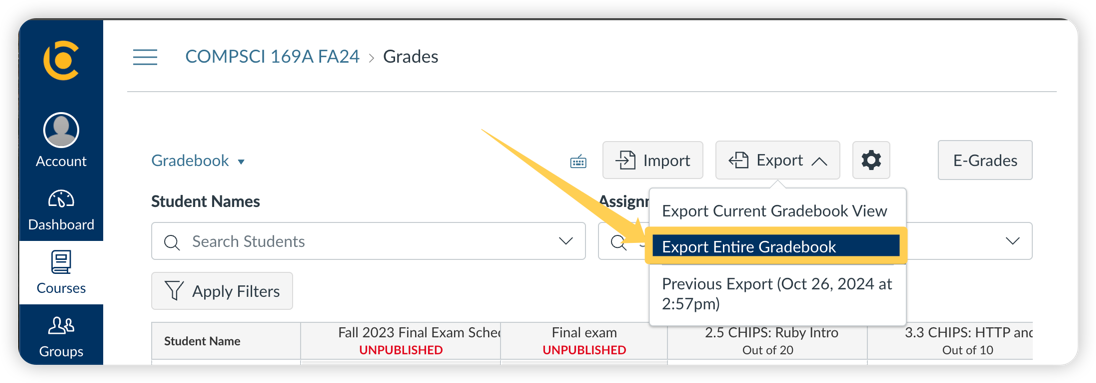 COMPSCI 169A FA24 > Grades
Account
Dashboard
Courses
Groups
Gradebook
Import
Export
E-Grades
Student Names
Assignm
Search Students
Export Current Gradebook View
Export Entire Gradebook
Previous Export (Oct 26, 2024 at
2:57pm)
Apply Filters
Student Name
Fall 2023 Final Exam Sched
UNPUBLISHED
Final exam
UNPUBLISHED
2.5 CHIPS: Ruby Intro
Out of 20
3.3 CHIPS: HTTP and
Out of 10